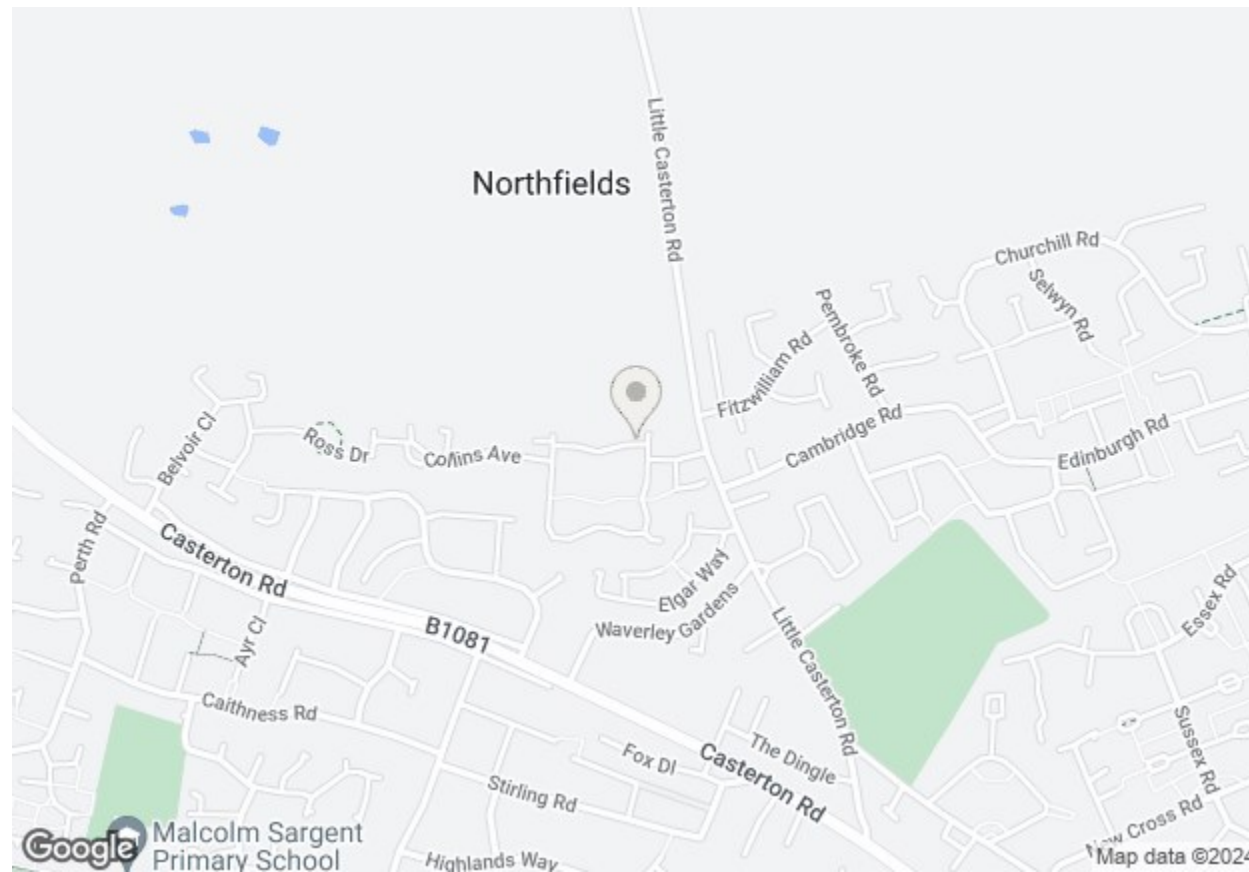 Northfields
Little Casterton Rd
Churchill Rd
Selwyn Rd
Pembroke Rd
Fitzwilliam Rd
Cambridge Rd
Edinburgh Rd
Belvoir Cl
Ross Dr
Collins Ave
Perth Rd
Casterton Rd
Elgar Way
Waverley Gardens
Essex Rd
B1081
Ayr Cl
Little Casterton Rd
Caithness Rd
Sussex Rd
Fox Dl
Casterton Rd
The Dingle
Stirling Rd
New Cross Rd
Malcolm Sargent
Primary School
Highlands Way
Google
Map data ©2024